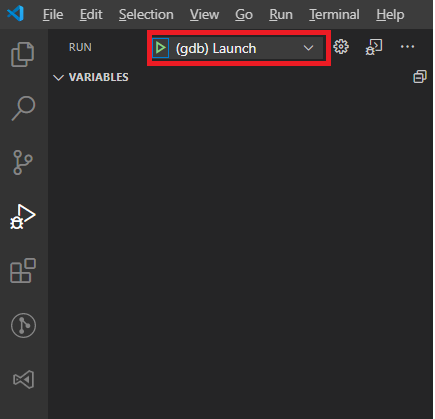 File Edit Selection View Go Run Terminal Help
RUN (gdb) Launch
VARIABLES